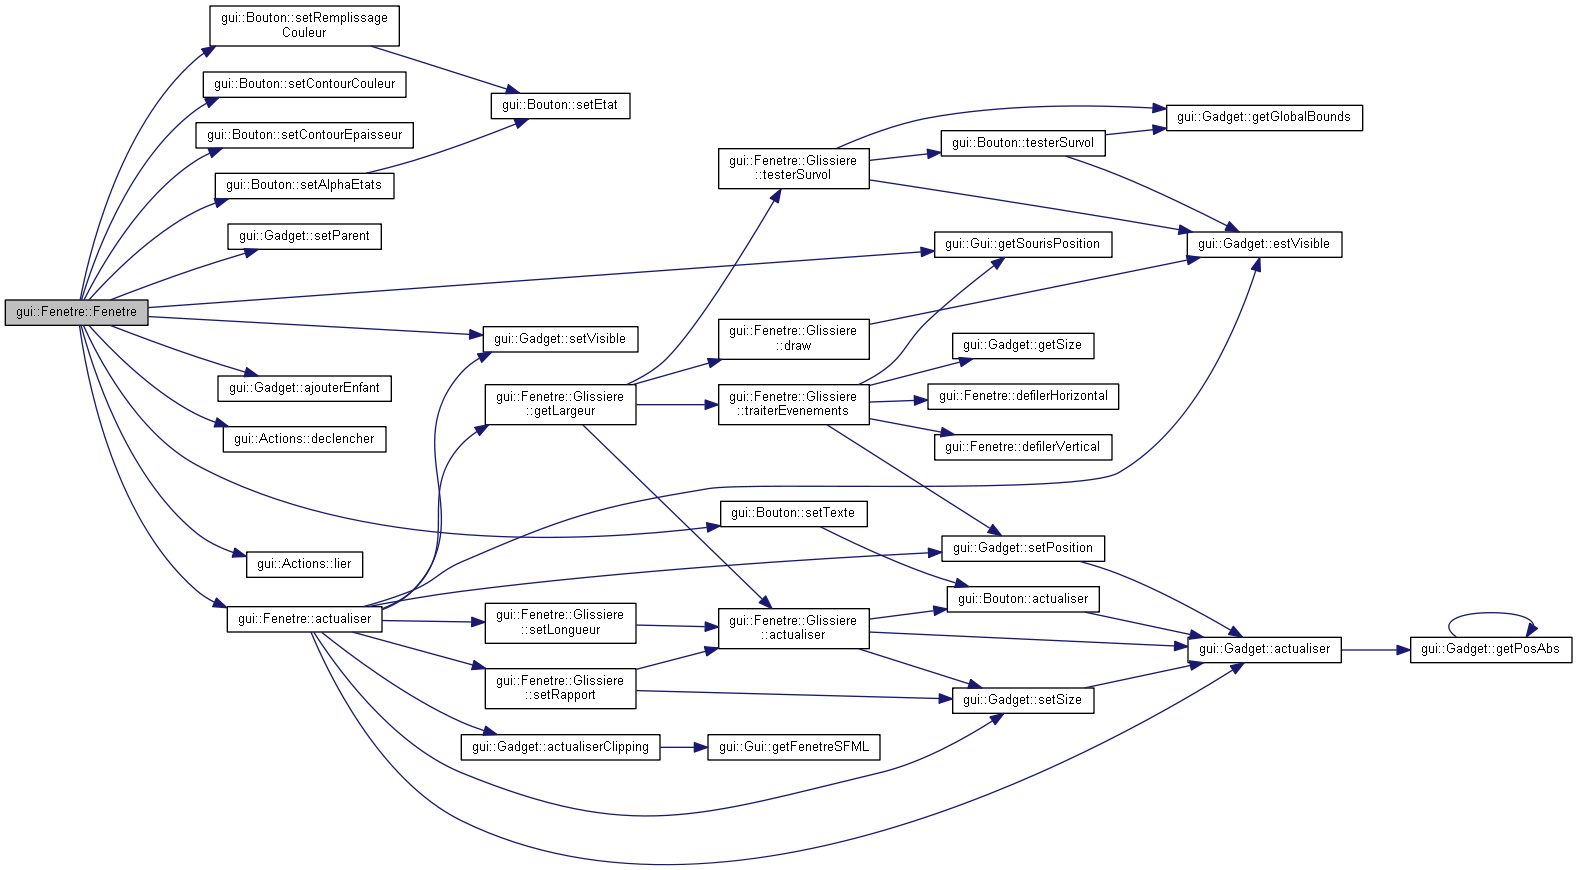 gui::Bouton::setRemplissage
Couleur
gui::Bouton::setContourCouleur
gui::Bouton::setContourEpaisseur
gui::Bouton::setAlphaEtats
gui::Gadget::setParent
gui::Fenetre::Fenetre
gui::Gadget::ajouterEnfant
gui::Actions::declencher
gui::Actions::lier
gui::Fenetre::actualiser
gui::Bouton::setEtat
gui::Gadget::setVisible
gui::Fenetre::Glissiere
::getLargeur
gui::Fenetre::Glissiere
::setLongueur
gui::Fenetre::Glissiere
::setRapport
gui::Gadget::actualiserClipping
gui::Fenetre::Glissiere
::testerSurvol
gui::Fenetre::Glissiere
::draw
gui::Fenetre::Glissiere
::traiterEvenements
gui::Bouton::setTexte
gui::Fenetre::Glissiere
::actualiser
gui::Gui::getFenetreSFML
gui::Bouton::testerSurvol
gui::Gui::getSourisPosition
gui::Gadget::getSize
gui::Fenetre::defilerHorizontal
gui::Fenetre::defilerVertical
gui::Gadget::setPosition
gui::Bouton::actualiser
gui::Gadget::setSize
gui::Gadget::getGlobalBounds
gui::Gadget::estVisible
gui::Gadget::actualiser
gui::Gadget::getPosAbs